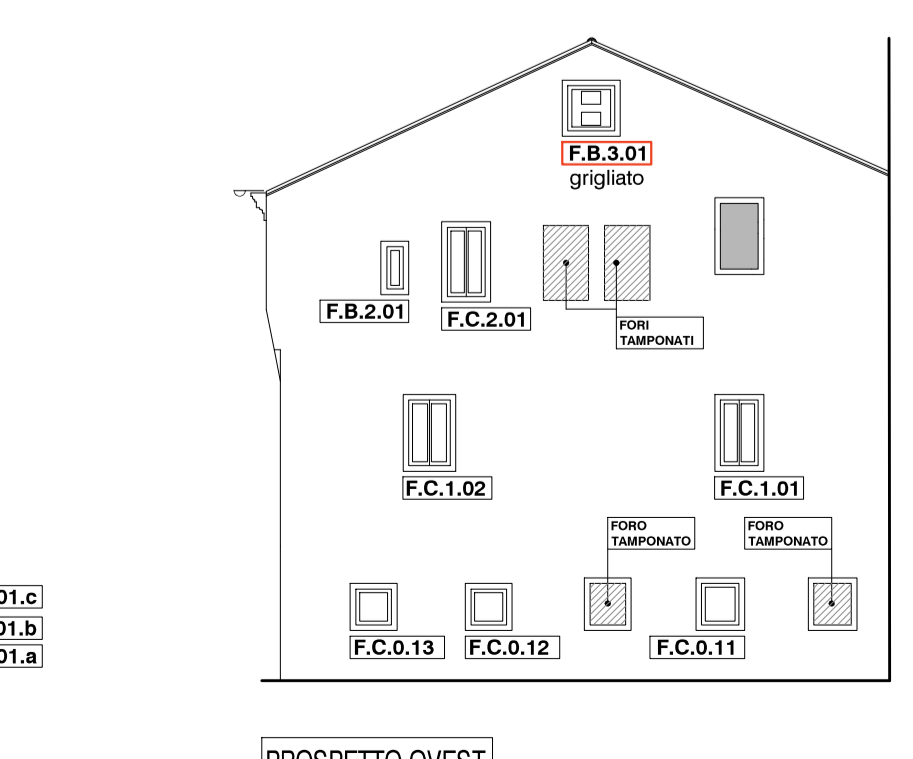 F.B.3.01
grigliato
F.B.2.01
F.C.2.01
FORI
TAMPONATI
F.C.1.02
F.C.1.01
FORO
TAMPONATO
FORO
TAMPONATO
01.c
01.b
01.a
F.C.0.13
F.C.0.12
F.C.0.11
PROSPETTO OVEST